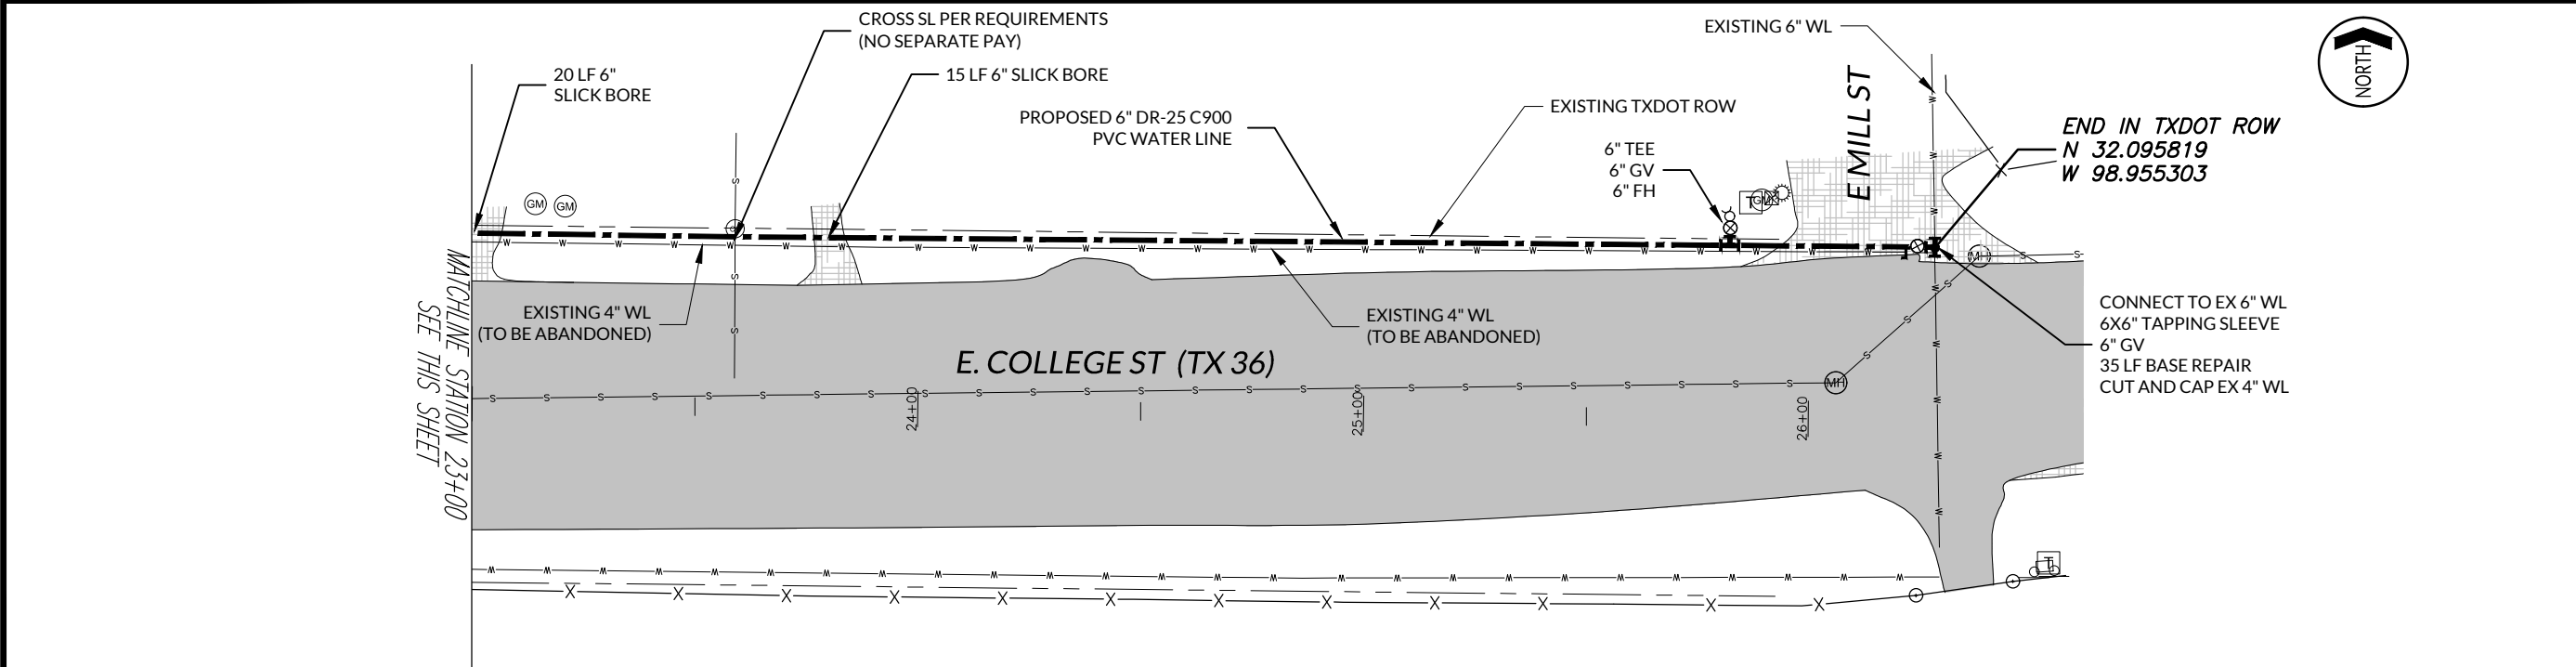 CROSS SL PER REQUIREMENTS
(NO SEPARATE PAY)
EXISTING 6" WL
NORTH
20 LF 6"
SLICK BORE
15 LF 6" SLICK BORE
PROPOSED 6" DR-25 C900
PVC WATER LINE
EXISTING TXDOT ROW
6" TEE
6" GV
6" FH
E MILL ST
END IN TXDOT ROW
N 32.095819
W 98.955303
GM
GM
T
GM
MH
EXISTING 4" WL
(TO BE ABANDONED)
EXISTING 4" WL
(TO BE ABANDONED)
CONNECT TO EX 6" WL
6X6" TAPPING SLEEVE
6" GV
35 LF BASE REPAIR
CUT AND CAP EX 4" WL
E. COLLEGE ST (TX 36)
MATCHLINE STATION 23+00
SEE THIS SHEET
MH
24+00
25+00
26+00
T